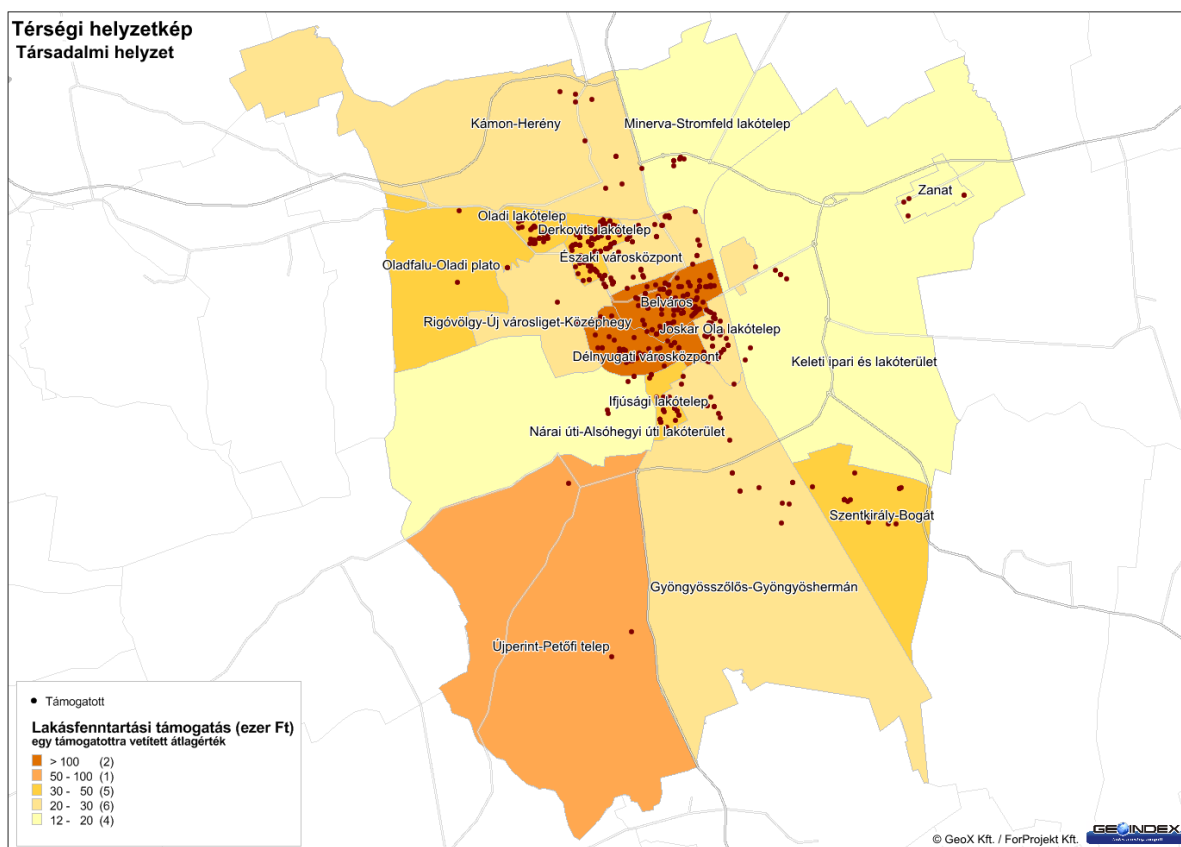 Térségi helyzetkép
Társadalmi helyzet
Kámon-Herény
Minerva-Stromfeld lakótelep
Zanat
Oladi lakótelep
Derkovits lakótelep
Északi városközpont
Oladfalu-Oladi plato
Belváros
Rigóvölgy-Új városliget-Középhegy
Joskar Ola lakótelep
Délnyugati városközpont
Keleti ipari és lakóterület
Ifjúsági lakótelep
Nárai úti-Alsóhegyi úti lakóterület
Szentkirály-Bogát
Gyöngyösszőlős-Gyöngyöshermán
Újperint-Petőfi telep
Támogatott
Lakásfenntartási támogatás (ezer Ft)
egy támogatottra vetített átlagérték
> 100 (2)
50 - 100 (1)
30 - 50 (5)
20 - 30 (6)
12 - 20 (4)
© GeoX Kft. / ForProjekt Kft.
GEOINDEX